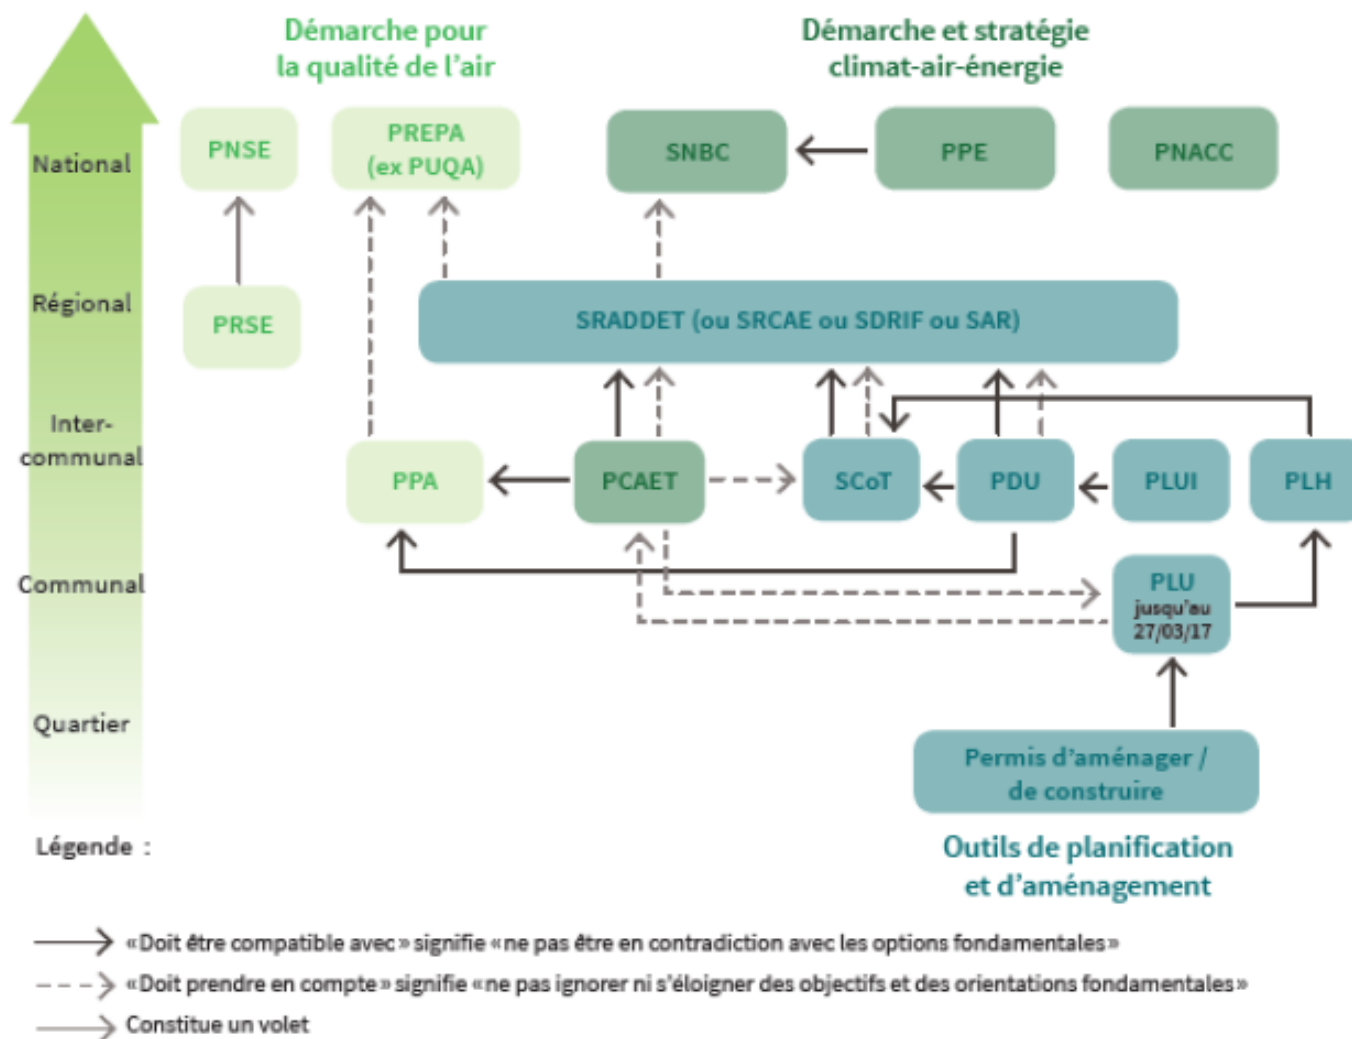 Démarche pour
la qualité de l'air
Démarche et stratégie
climat-air-énergie
National
PNSE
PREPA
(ex PUQA)
SNBC
PPE
PNACC
Régional
PRSE
SRADDET (ou SRCAE ou SDRIF ou SAR)
Inter-
communal
PPA
PCAET
SCoT
PDU
PLUI
PLH
Communal
PLU
jusqu'au
27/03/17
Quartier
Permis d'aménager /
de construire
Outils de planification
et d'aménagement
Légende :
«Doit être compatible avec» signifie «ne pas être en contradiction avec les options fondamentales»
«Doit prendre en compte» signifie «ne pas ignorer ni s'éloigner des objectifs et des orientations fondamentales»
Constitue un volet